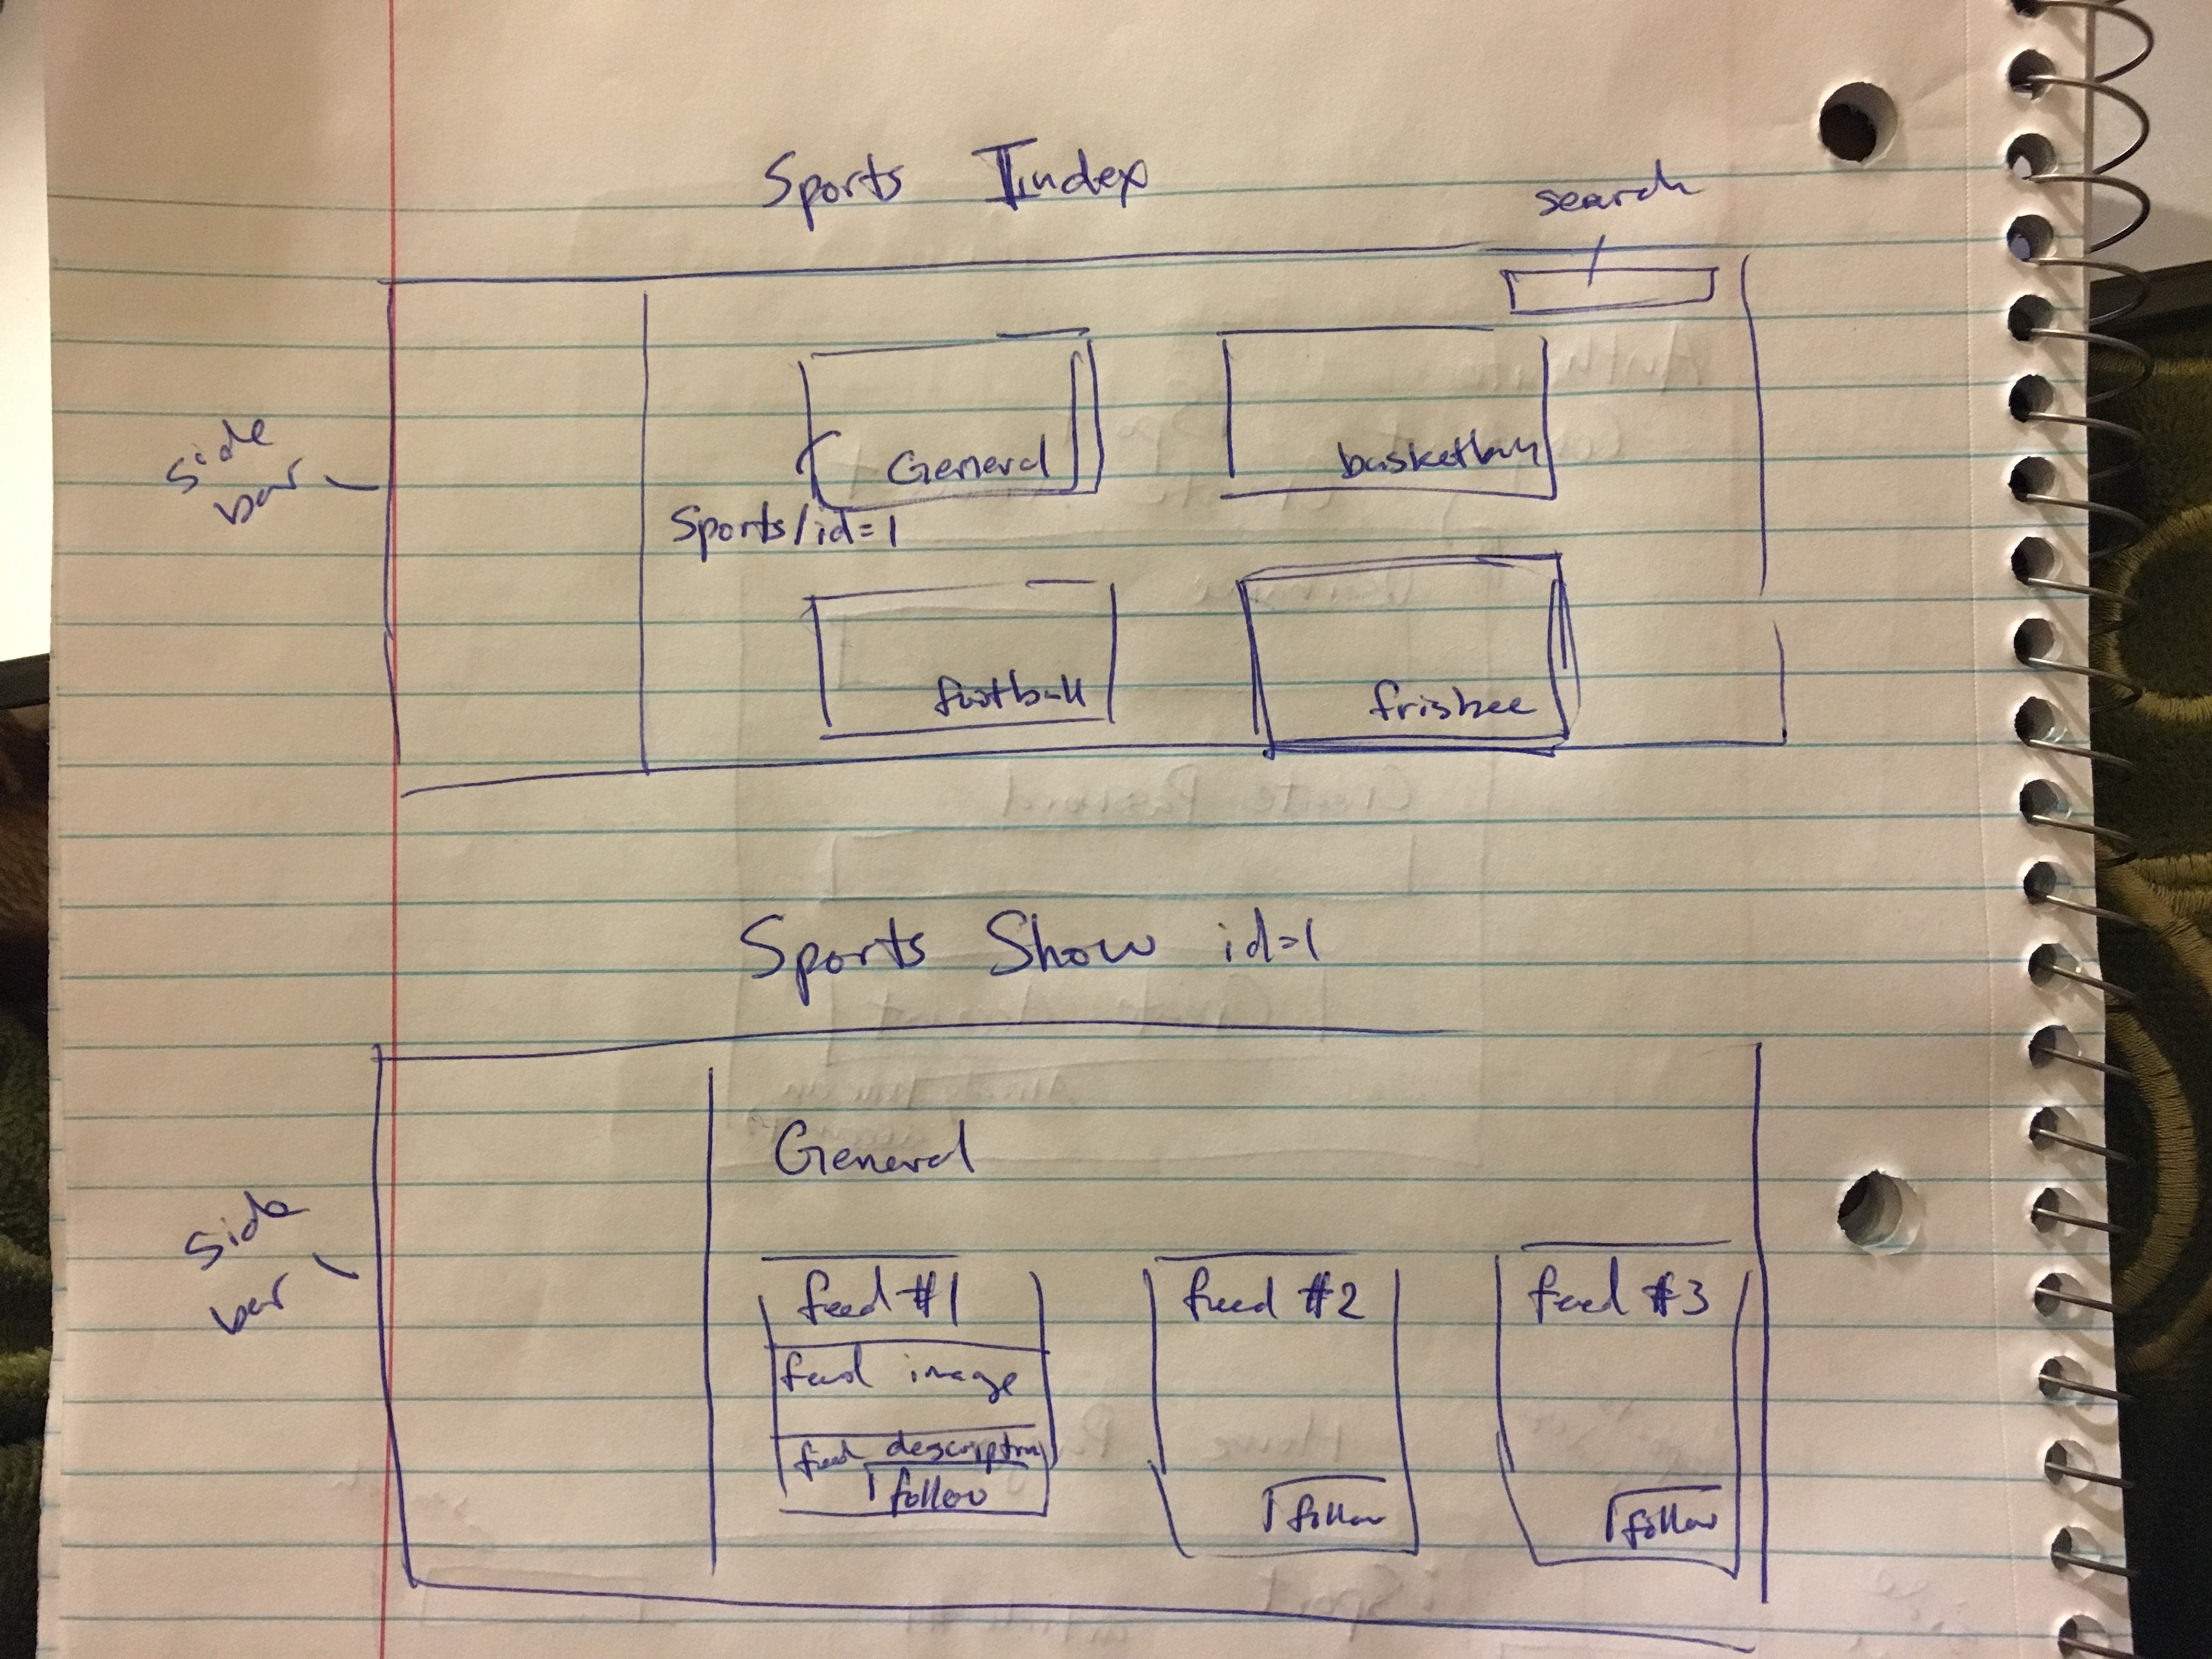 Sports Index
search
side
bar
General
basketball
Sports/id=1
football
frisbee
Sports Show id=1
side
bar
General
feed #1
feed #2
feed #3
feed image
feed description
follow
follow
follow